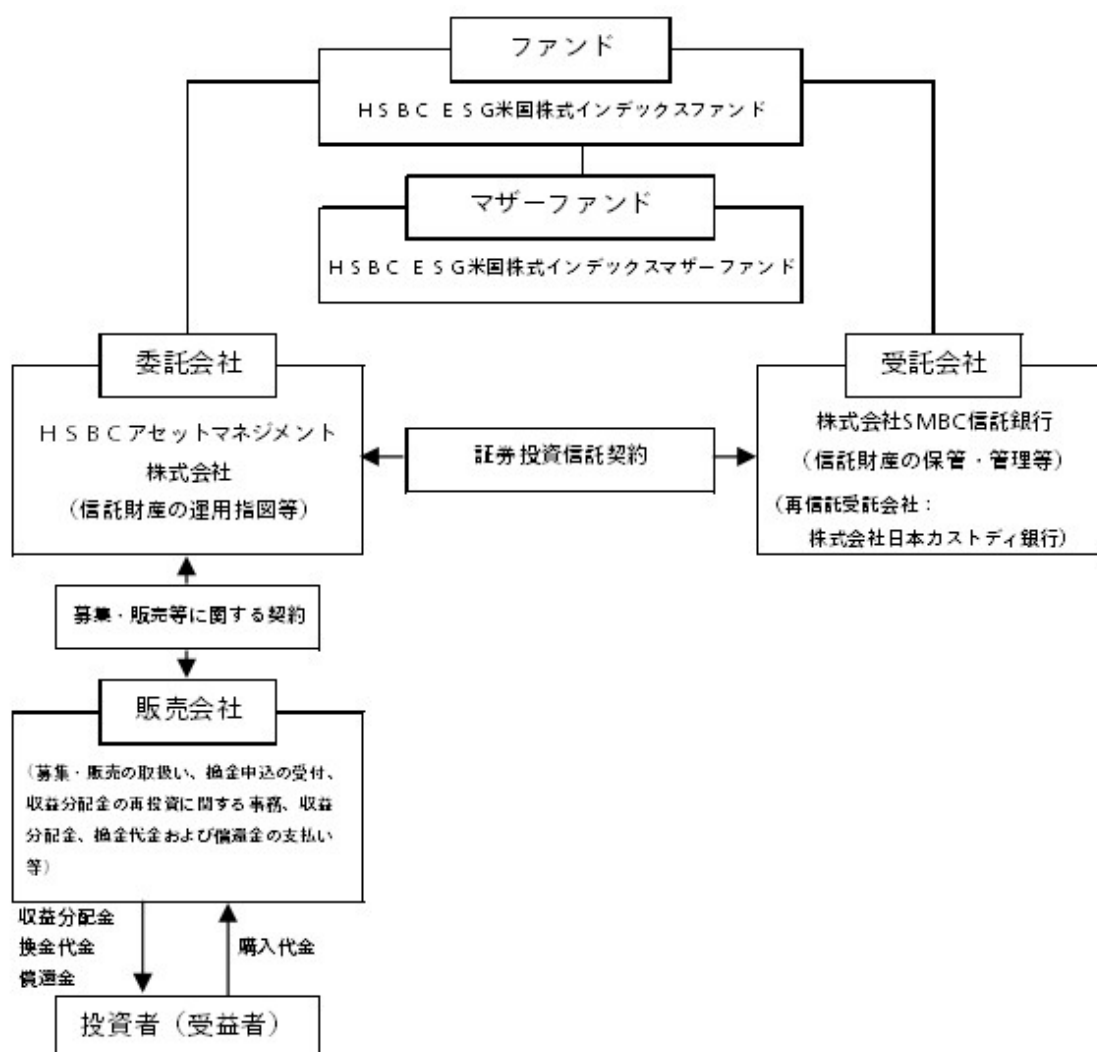 ファンド
ＨＳＢＣ ＥＳＧ米国株式インデックスファンド
マザーファンド
ＨＳＢＣ ＥＳＧ米国株式インデックスマザーファンド
委託会社
ＨＳＢＣアセットマネジメント
株式会社
（信託財産の運用指図等）
証券投資信託契約
受託会社
株式会社SMBC信託銀行
（信託財産の保管・管理等）
（再信託受託会社：
株式会社日本カストディ銀行）
募集・販売等に関する契約
販売会社
（募集・販売の取扱い、換金申込の受付、
収益分配金の再投資に関する事務、収益
分配金、換金代金および償還金の支払い
等）
収益分配金
換金代金
償還金
購入代金
投資者（受益者）